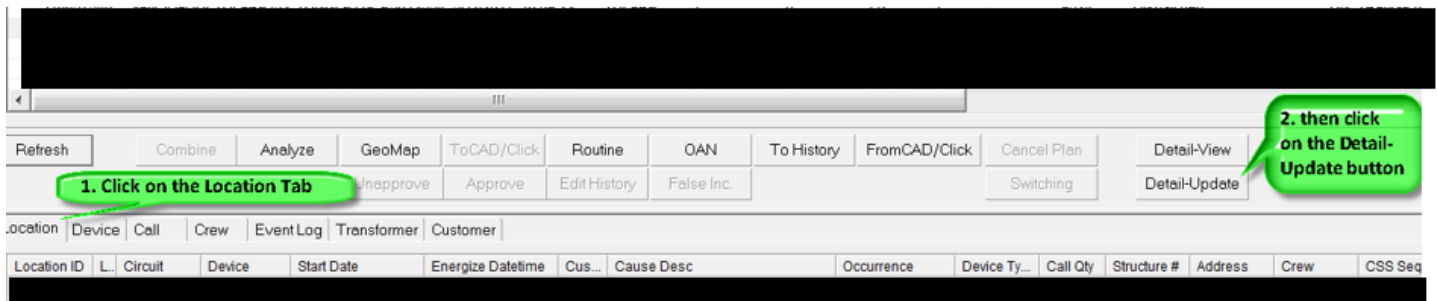 Refresh Combine Analyze GeoMap ToCAD/Click Routine OAN To History FromCAD/Click Cancel Plan Detail-View
2. then click
on the Detail-
Update button
1. Click on the Location Tab
Unapprove Approve Edit History False Inc. Switching Detail-Update
Location Device Call Crew Event Log Transformer Customer
Location ID L.. Circuit Device Start Date Energize Datetime Cus... Cause Desc Occurrence Device Ty... Call Qty Structure # Address Crew CSS Seq